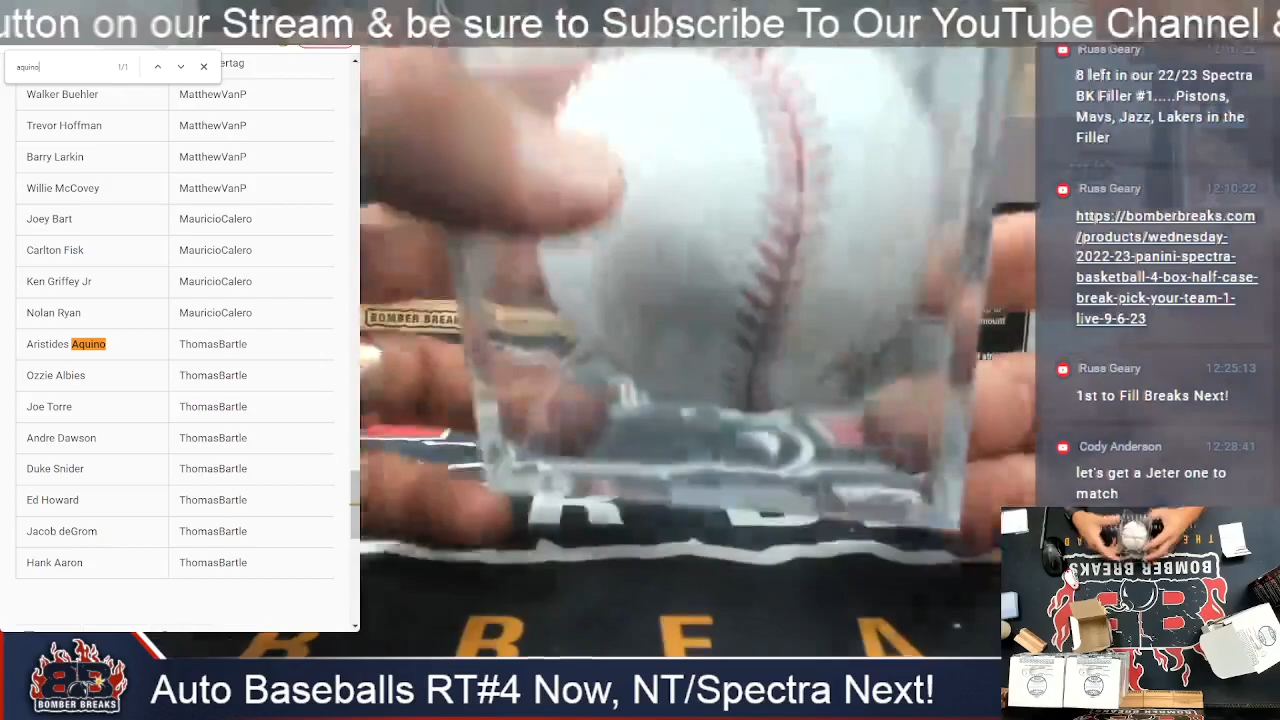 utton on our Stream & be sure to Subscribe To Our YouTube Channel &
aquino 1/1
ertag
Walker Buehler MatthewVanP
Trevor Hoffman MatthewVanP
Barry Larkin MatthewVanP
Willie McCovey MatthewVanP
Joey Bart MauricioCalero
Carlton Fisk MauricioCalero
Ken Griffey Jr MauricioCalero
Nolan Ryan MauricioCalero
Aristides Aquino ThomasBartle
Ozzie Albies ThomasBartle
Joe Torre ThomasBartle
Andre Dawson ThomasBartle
Duke Snider ThomasBartle
Ed Howard ThomasBartle
Jacob deGrom ThomasBartle
Hank Aaron ThomasBartle
BOMBER BREA
Russ Geary
8 left in our 22/23 Spectra
BK Filler #1.....Pistons,
Mavs, Jazz, Lakers in the
Filler
Russ Geary 12:10:22
https://bomberbreaks.com
/products/wednesday-
2022-23-panini-spectra-
basketball-4-box-half-case-
break-pick-your-team-1-
live-9-6-23
Russ Geary 12:25:13
1st to Fill Breaks Next!
Cody Anderson 12:28:41
let's get a Jeter one to
match
BOMBER BREAKS
B R E A
BOMBER BREAKS
Auto Baseballs RT#4 Now, NT/Spectra Next!